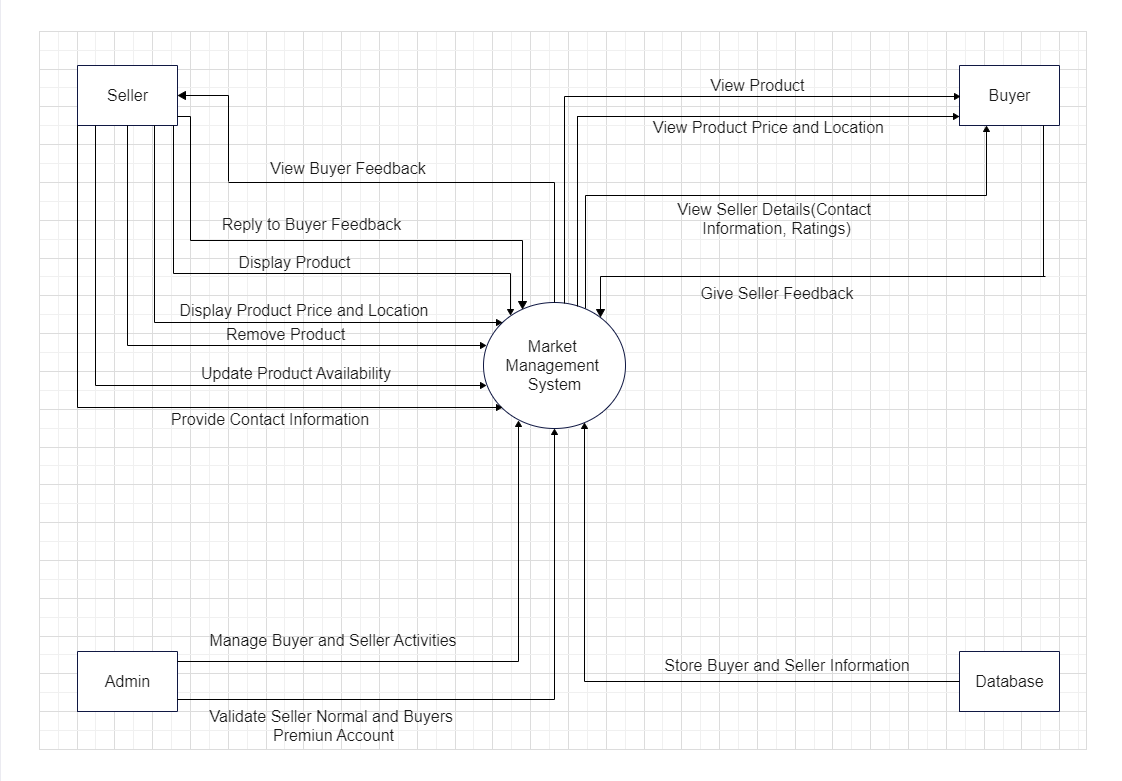 Seller
Buyer
View Product
View Product Price and Location
View Buyer Feedback
View Seller Details(Contact
Information, Ratings)
Reply to Buyer Feedback
Display Product
Give Seller Feedback
Display Product Price and Location
Remove Product
Market
Management
System
Update Product Availability
Provide Contact Information
Manage Buyer and Seller Activities
Store Buyer and Seller Information
Admin
Database
Validate Seller Normal and Buyers
Premiun Account